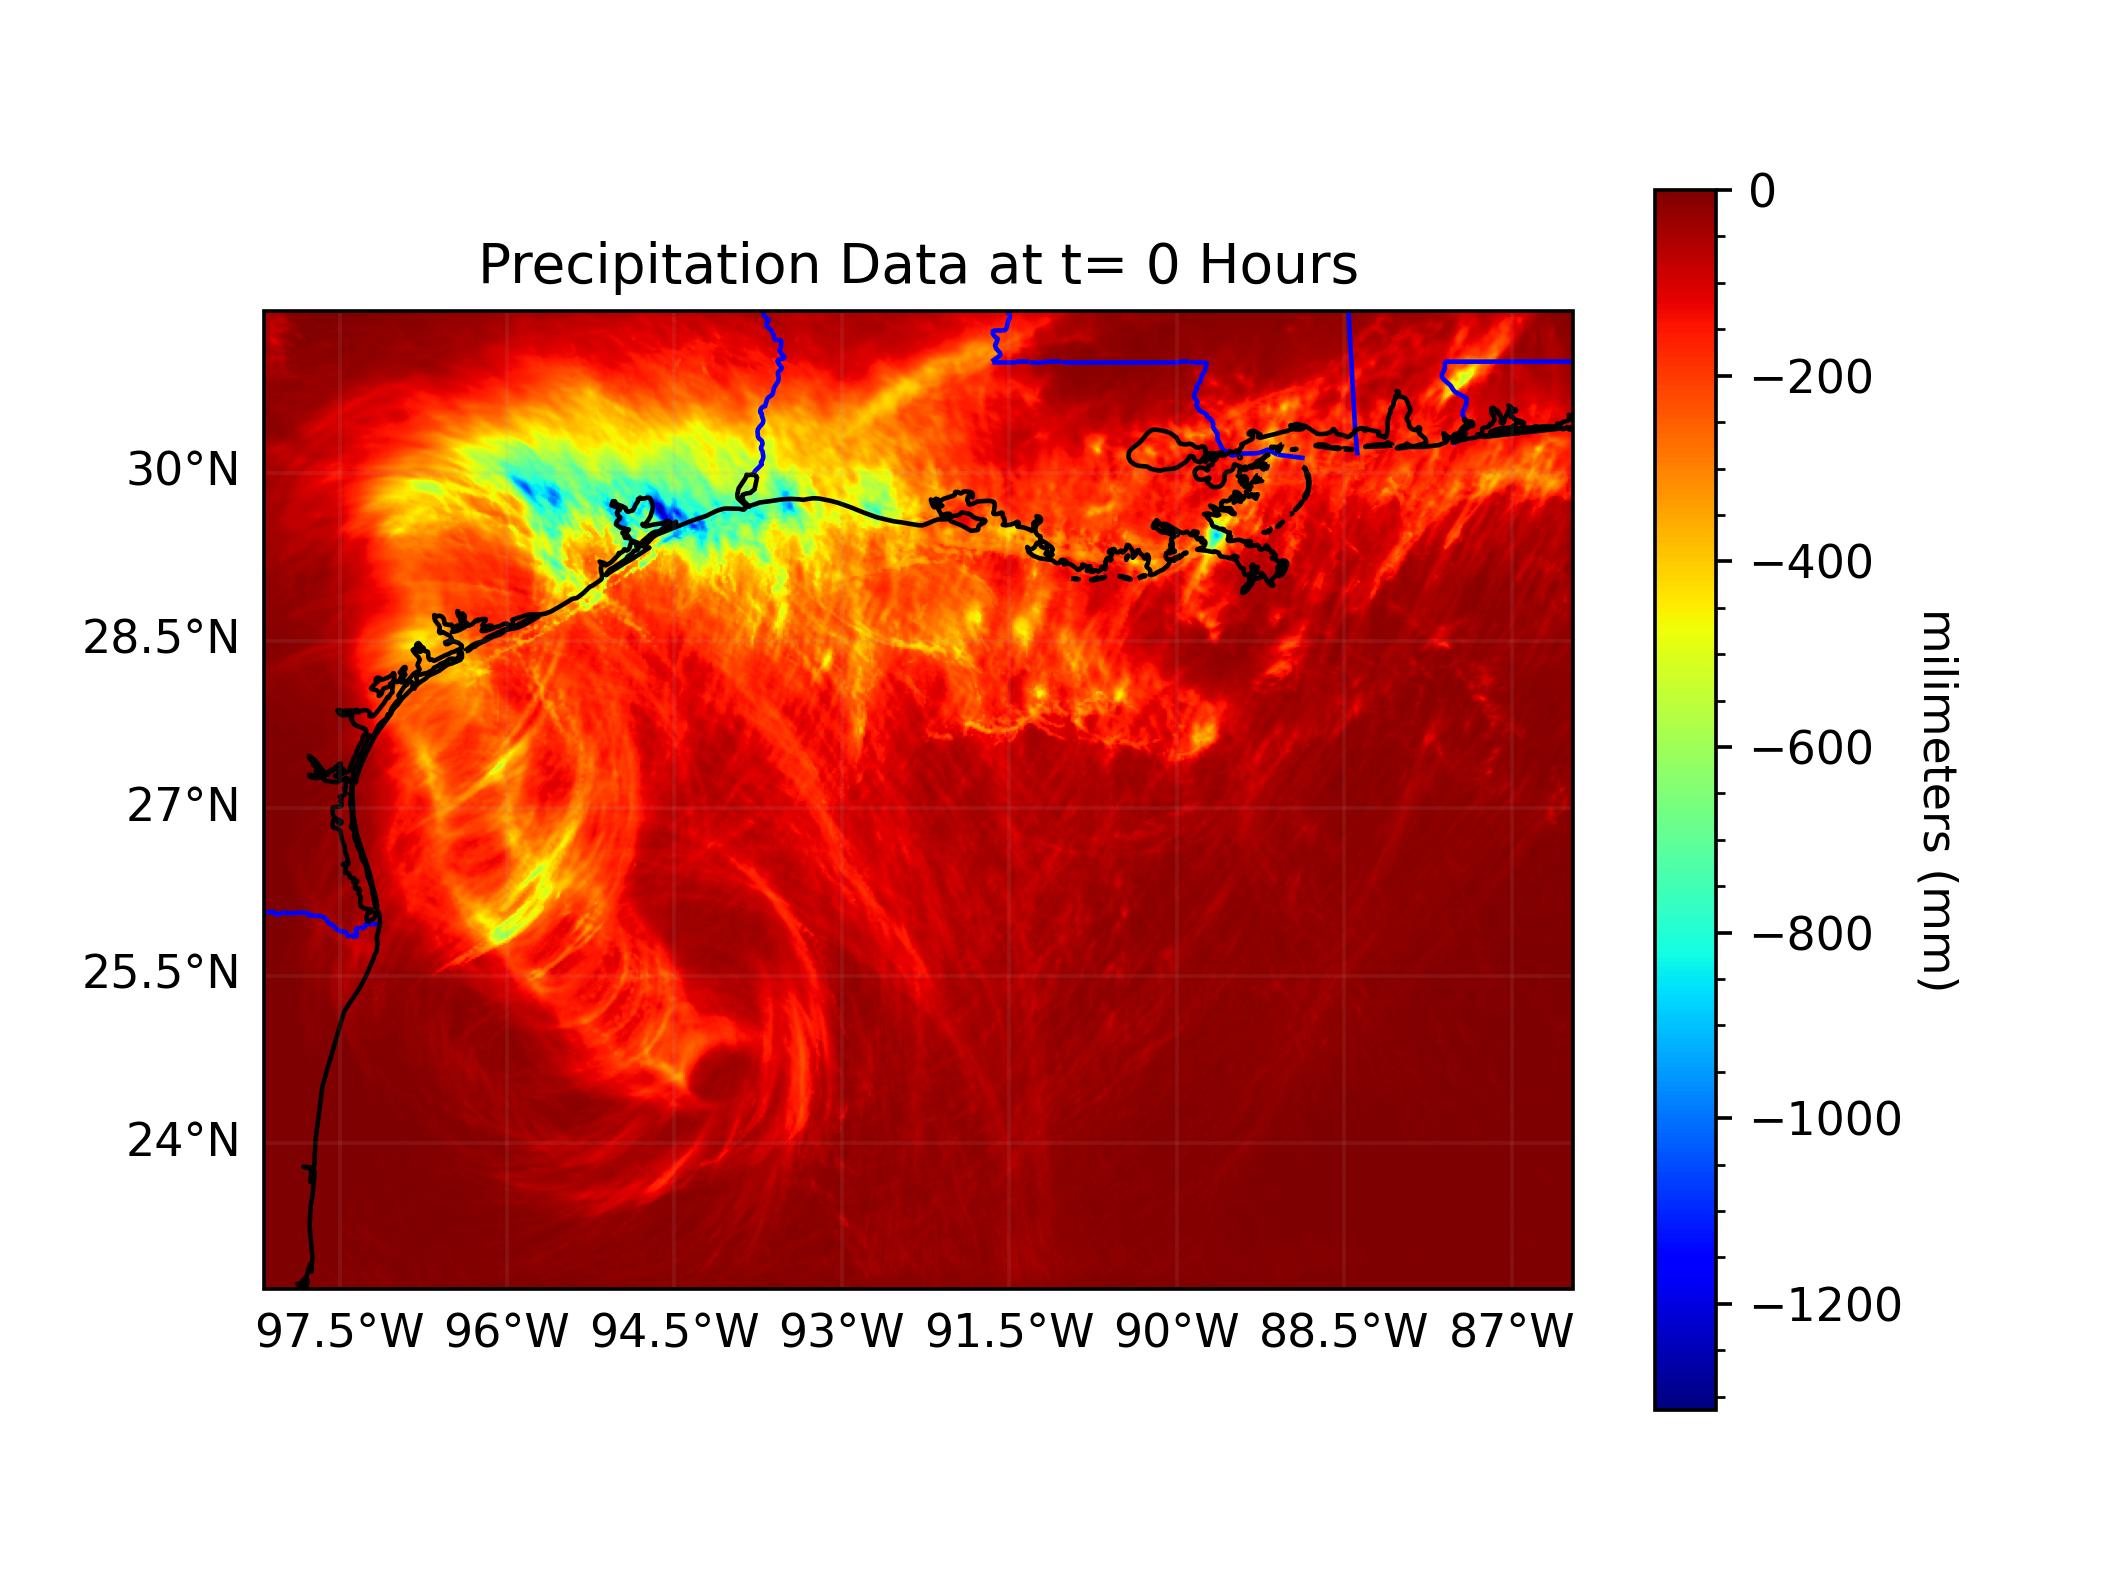 Precipitation Data at t= 0 Hours
30°N
28.5°N
27°N
25.5°N
24°N
97.5°W 96°W 94.5°W 93°W 91.5°W 90°W 88.5°W 87°W
0
−200
−400
−600
−800
−1000
−1200
milimeters (mm)